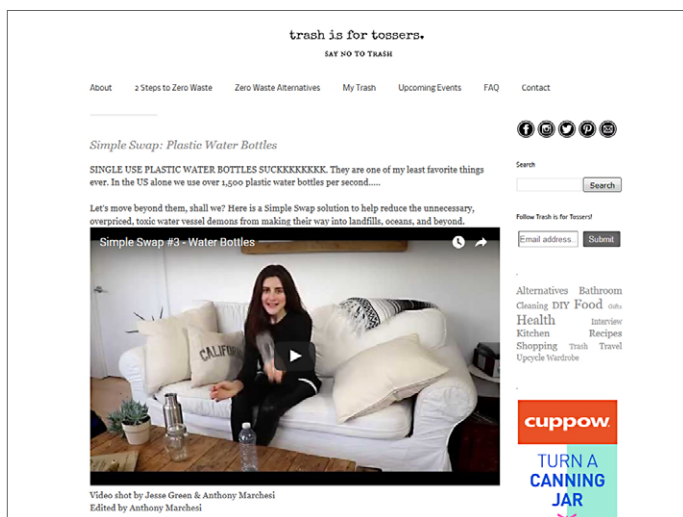 trash is for tossers.
SAY NO TO TRASH
About 2 Steps to Zero Waste Zero Waste Alternatives My Trash Upcoming Events FAQ Contact
Simple Swap: Plastic Water Bottles
SINGLE USE PLASTIC WATER BOTTLES SUCKKKKKKKK. They are one of my least favorite things
ever. In the US alone we use over 1,500 plastic water bottles per second.....
Let's move beyond them, shall we? Here is a Simple Swap solution to help reduce the unnecessary,
overpriced, toxic water vessel demons from making their way into landfills, oceans, and beyond.
Simple Swap #3 - Water Bottles
CALIF
Video shot by Jesse Green & Anthony Marchesi
Edited by Anthony Marchesi
Search
Search
Follow Trash is for Tossers!
Email address... Submit
Alternatives Bathroom
Cleaning DIY Food Gifts
Health Interview
Kitchen Recipes
Shopping Trash Travel
Upcycle Wardrobe
cuppow.
TURN A
CANNING
JAR